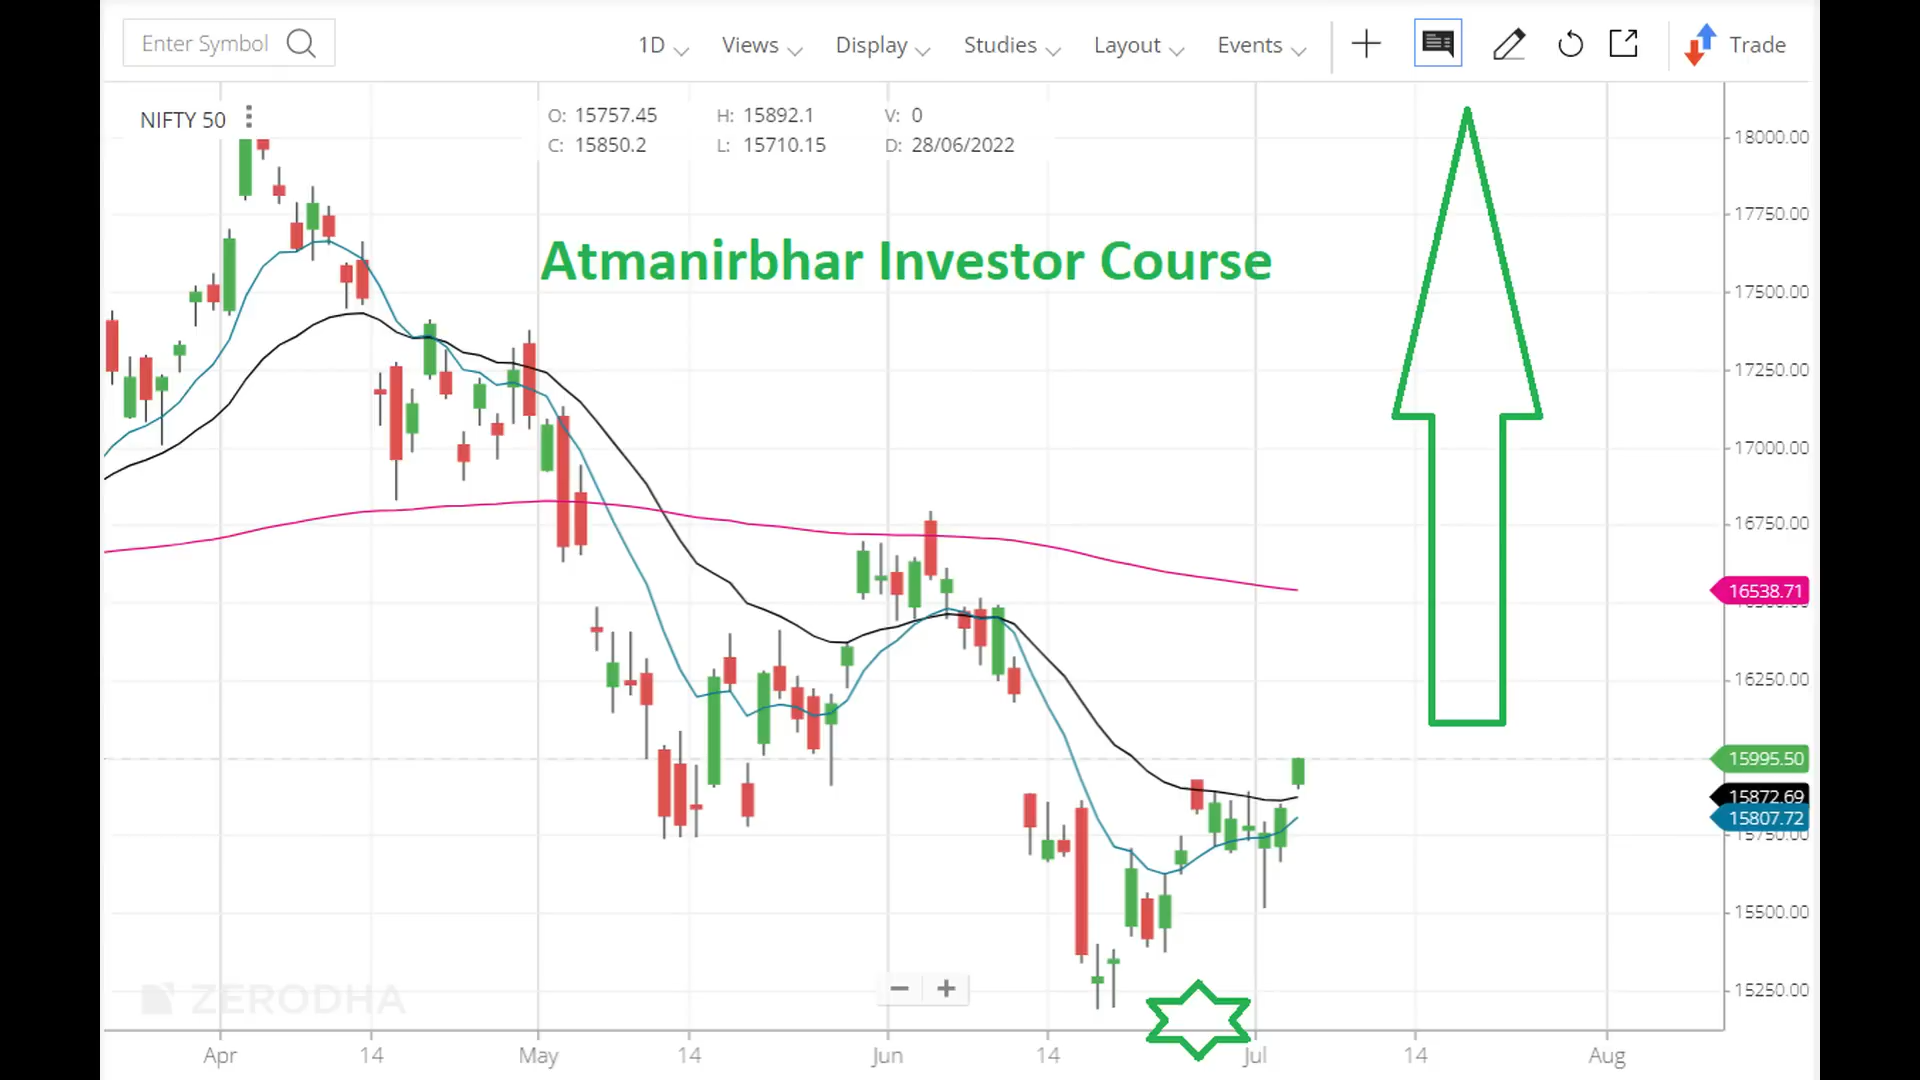 Enter Symbol
1D Views Display Studies Layout Events Trade
NIFTY 50
O: 15757.45 H: 15892.1 V: 0
C: 15850.2 L: 15710.15 D: 28/06/2022
Atmanirbhar Investor Course
18000.00
17750.00
17500.00
17250.00
17000.00
16750.00
16538.71
16250.00
15995.50
15872.69
15807.72
15750.00
15500.00
15250.00
ZERODHA
Apr 14 May 14 Jun 14 Jul 14 Aug